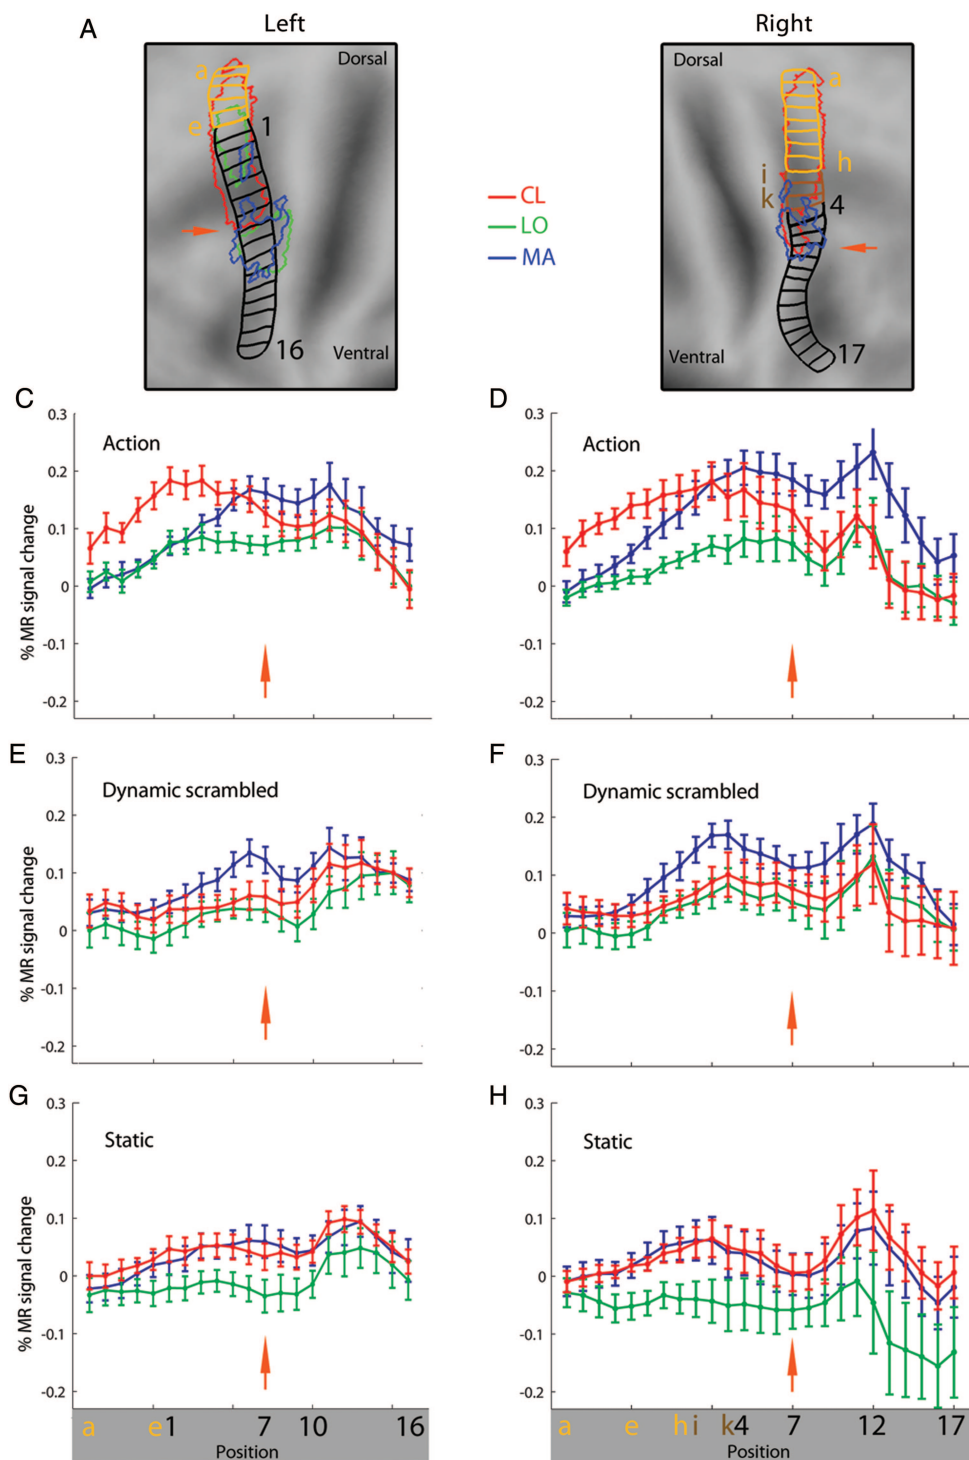 A
Left
Right
Dorsal
a
e
1
16
Ventral
CL
LO
MA
Dorsal
a
h
i
k
4
17
Ventral
C
0.3
0.2
0.1
0
-0.1
-0.2
% MR signal change
Action
D
0.3
0.2
0.1
0
-0.1
-0.2
Action
E
0.3
0.2
0.1
0
-0.1
-0.2
% MR signal change
Dynamic scrambled
F
0.3
0.2
0.1
0
-0.1
-0.2
Dynamic scrambled
G
0.3
0.2
0.1
0
-0.1
-0.2
% MR signal change
Static
H
0.3
0.2
0.1
0
-0.1
-0.2
Static
a e 1 7 10 16
Position
a e h i k 4 7 12 17
Position